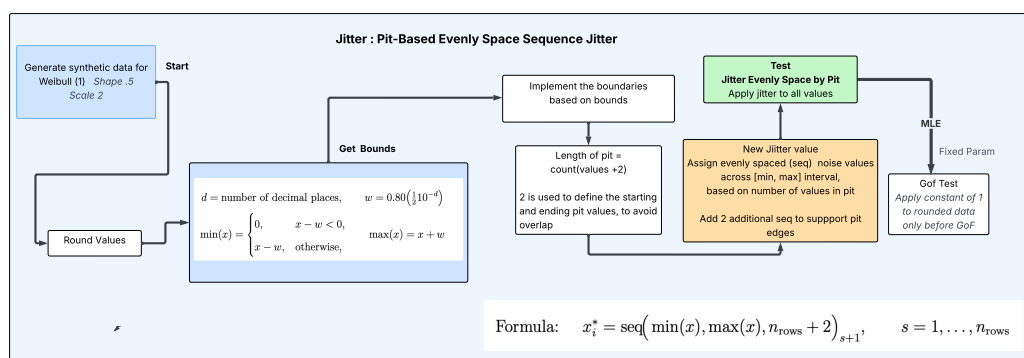 Jitter : Pit-Based Evenly Space Sequence Jitter
Generate synthetic data for
Weibull (1) Shape .5
Scale 2
Start
Round Values
Get Bounds
d = number of decimal places, w = 0.80(½10⁻ᵈ)
min(x) = { 0, x − w < 0,
x − w, otherwise,
max(x) = x + w
Implement the boundaries
based on bounds
Length of pit =
count(values +2)
2 is used to define the starting
and ending pit values, to avoid
overlap
New Jiitter value
Assign evenly spaced (seq) noise values
across [min, max] interval,
based on number of values in pit
Add 2 additional seq to suppport pit
edges
Test
Jitter Evenly Space by Pit
Apply jitter to all values
MLE
Fixed Param
Gof Test
Apply constant of 1
to rounded data
only before GoF
Formula: x*ᵢ = seq(min(x), max(x), n_rows + 2)_{s+1}, s = 1, . . . , n_rows